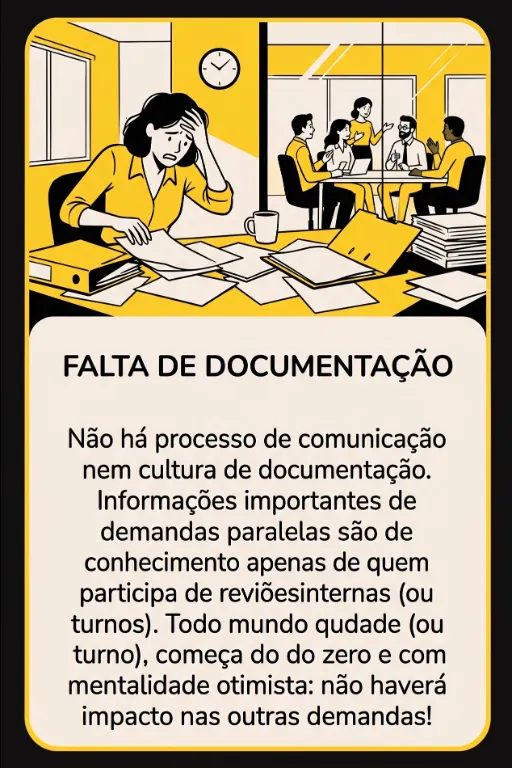 FALTA DE DOCUMENTAÇÃO
Não há processo de comunicação
nem cultura de documentação.
Informações importantes de
demandas paralelas são de
conhecimento apenas de quem
participa de reviõesinternas (ou
turnos). Todo mundo qudade (ou
turno), começa do do zero e com
mentalidade otimista: não haverá
impacto nas outras demandas!